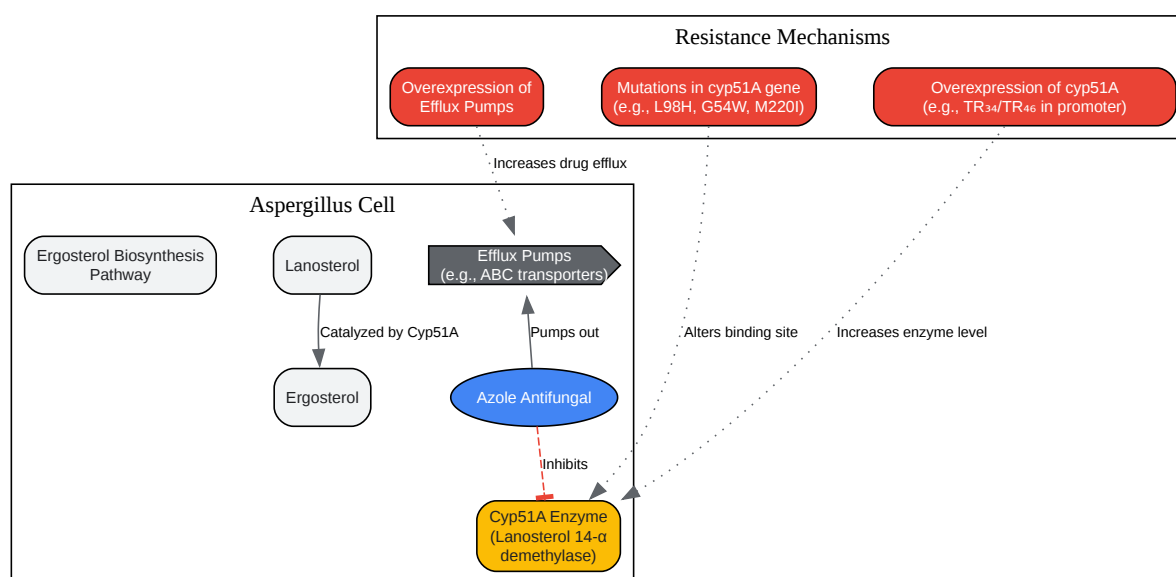 Resistance Mechanisms
Overexpression of
Efflux Pumps
Mutations in cyp51A gene
(e.g., L98H, G54W, M220I)
Overexpression of cyp51A
(e.g., TR₃₄/TR₄₆ in promoter)
Increases drug efflux
Aspergillus Cell
Ergosterol Biosynthesis
Pathway
Lanosterol
Efflux Pumps
(e.g., ABC transporters)
Catalyzed by Cyp51A
Pumps out
Alters binding site
Increases enzyme level
Ergosterol
Azole Antifungal
Inhibits
Cyp51A Enzyme
(Lanosterol 14-α
demethylase)